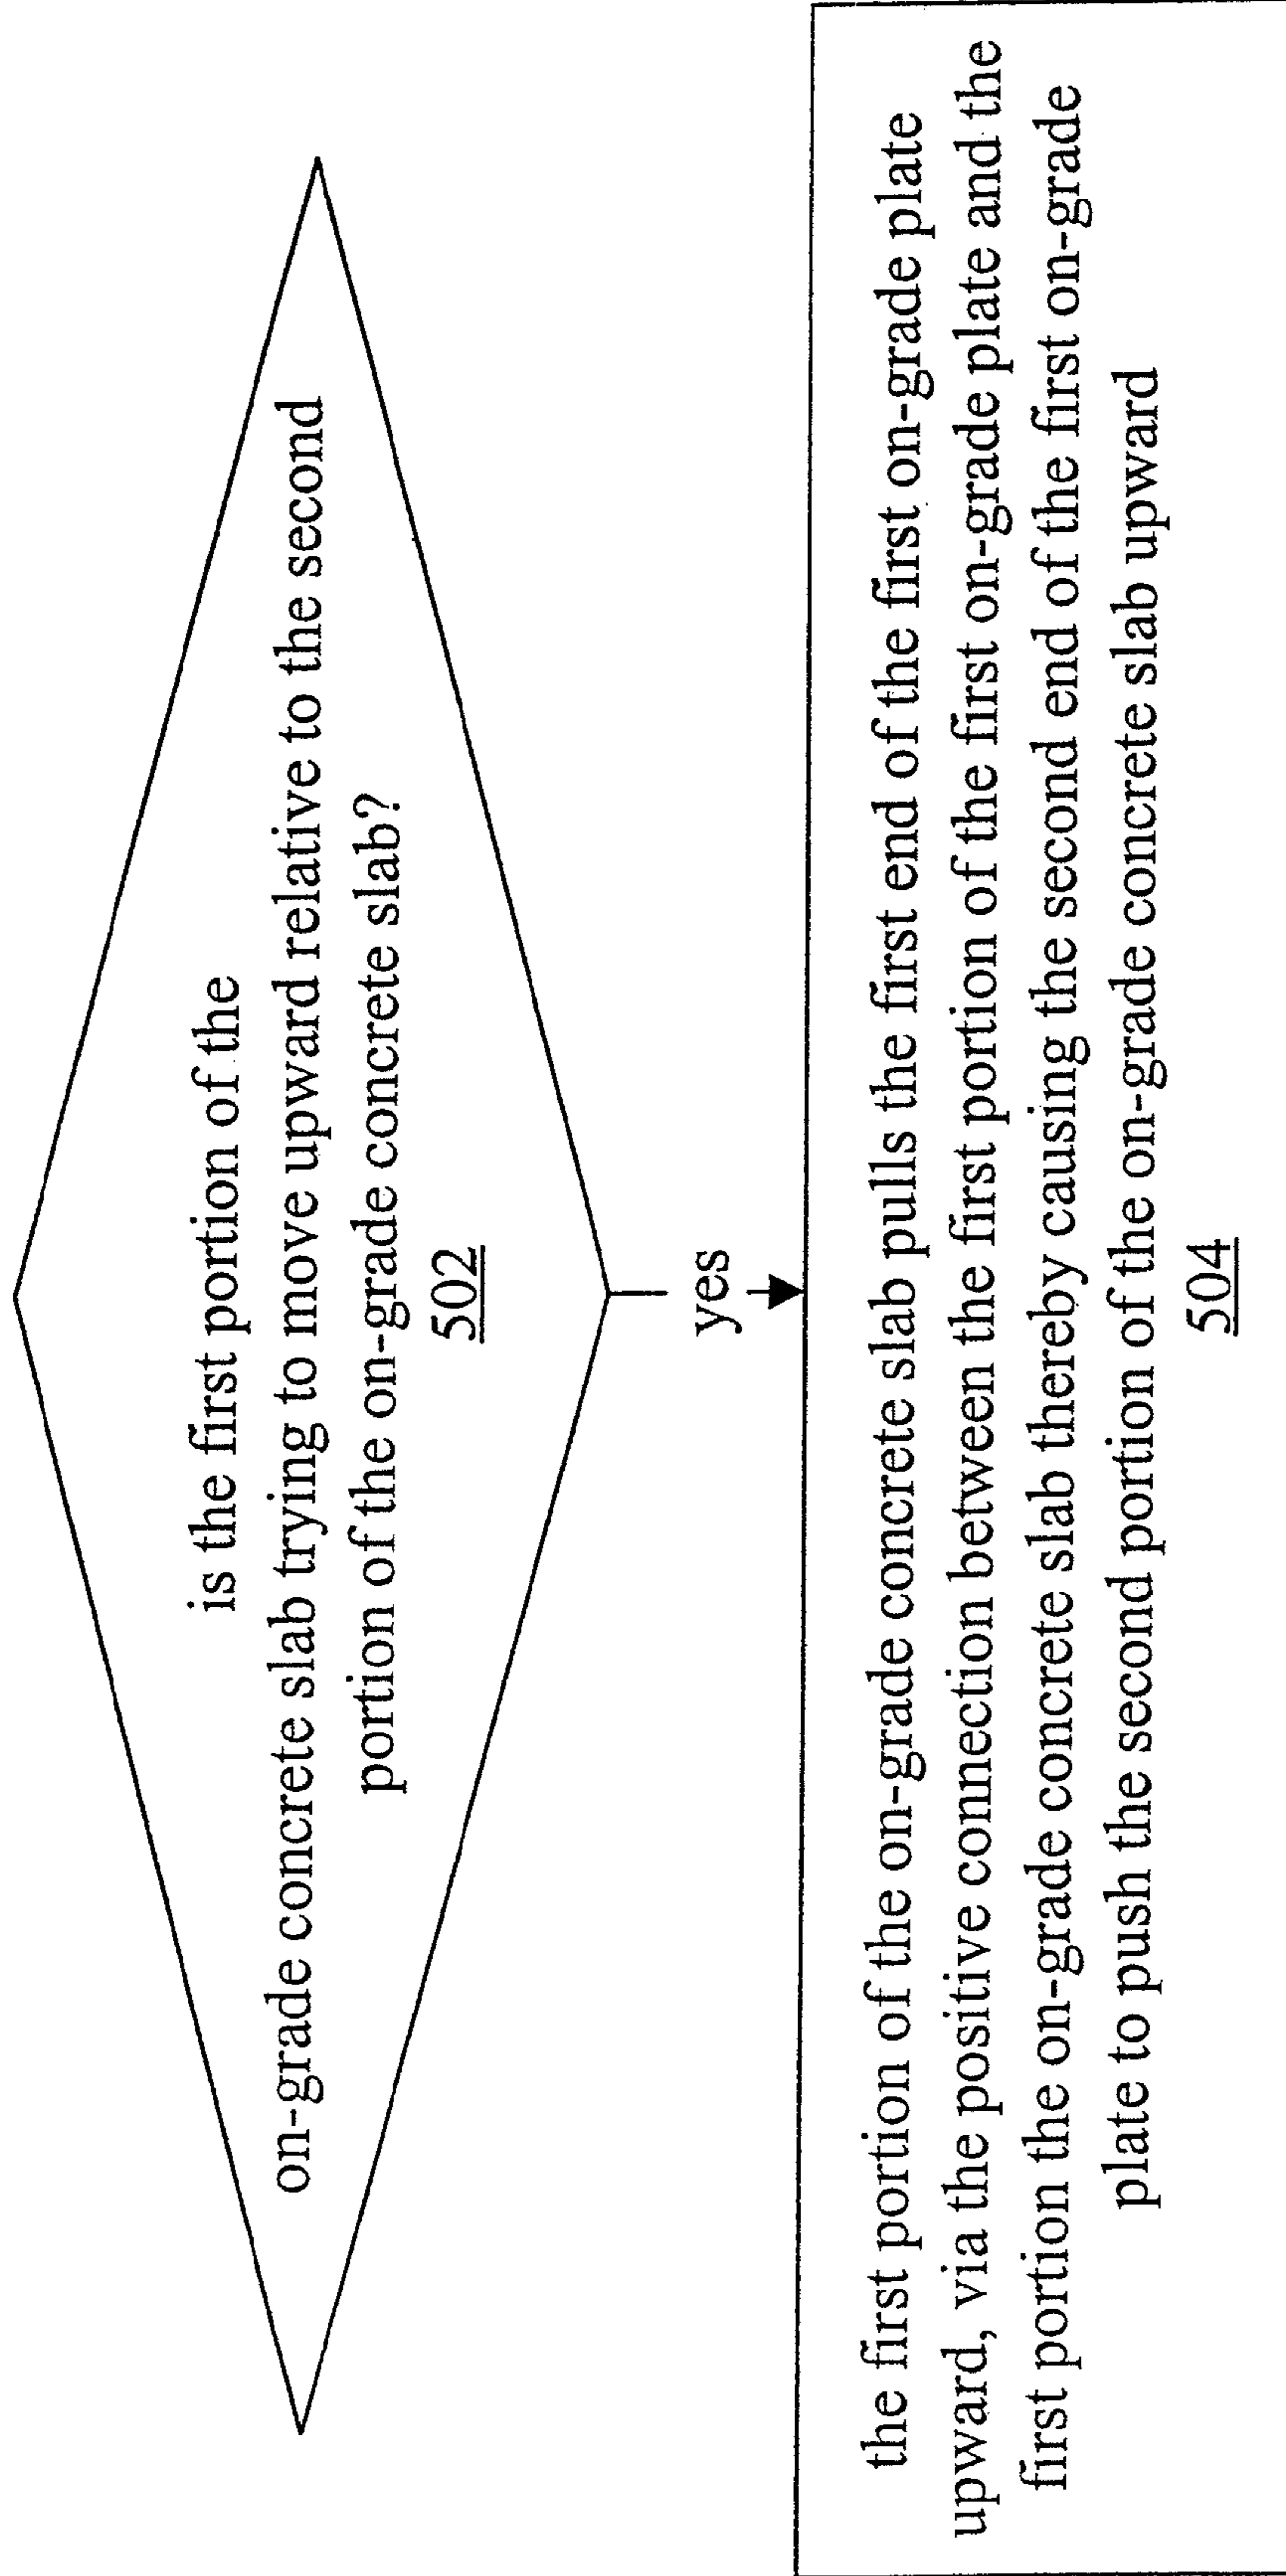 is the first portion of the
on-grade concrete slab trying to move upward relative to the second
portion of the on-grade concrete slab?
502
yes
the first portion of the on-grade concrete slab pulls the first end of the first on-grade plate
upward, via the positive connection between the first portion of the first on-grade plate and the
first portion the on-grade concrete slab thereby causing the second end of the first on-grade
plate to push the second portion of the on-grade concrete slab upward
504